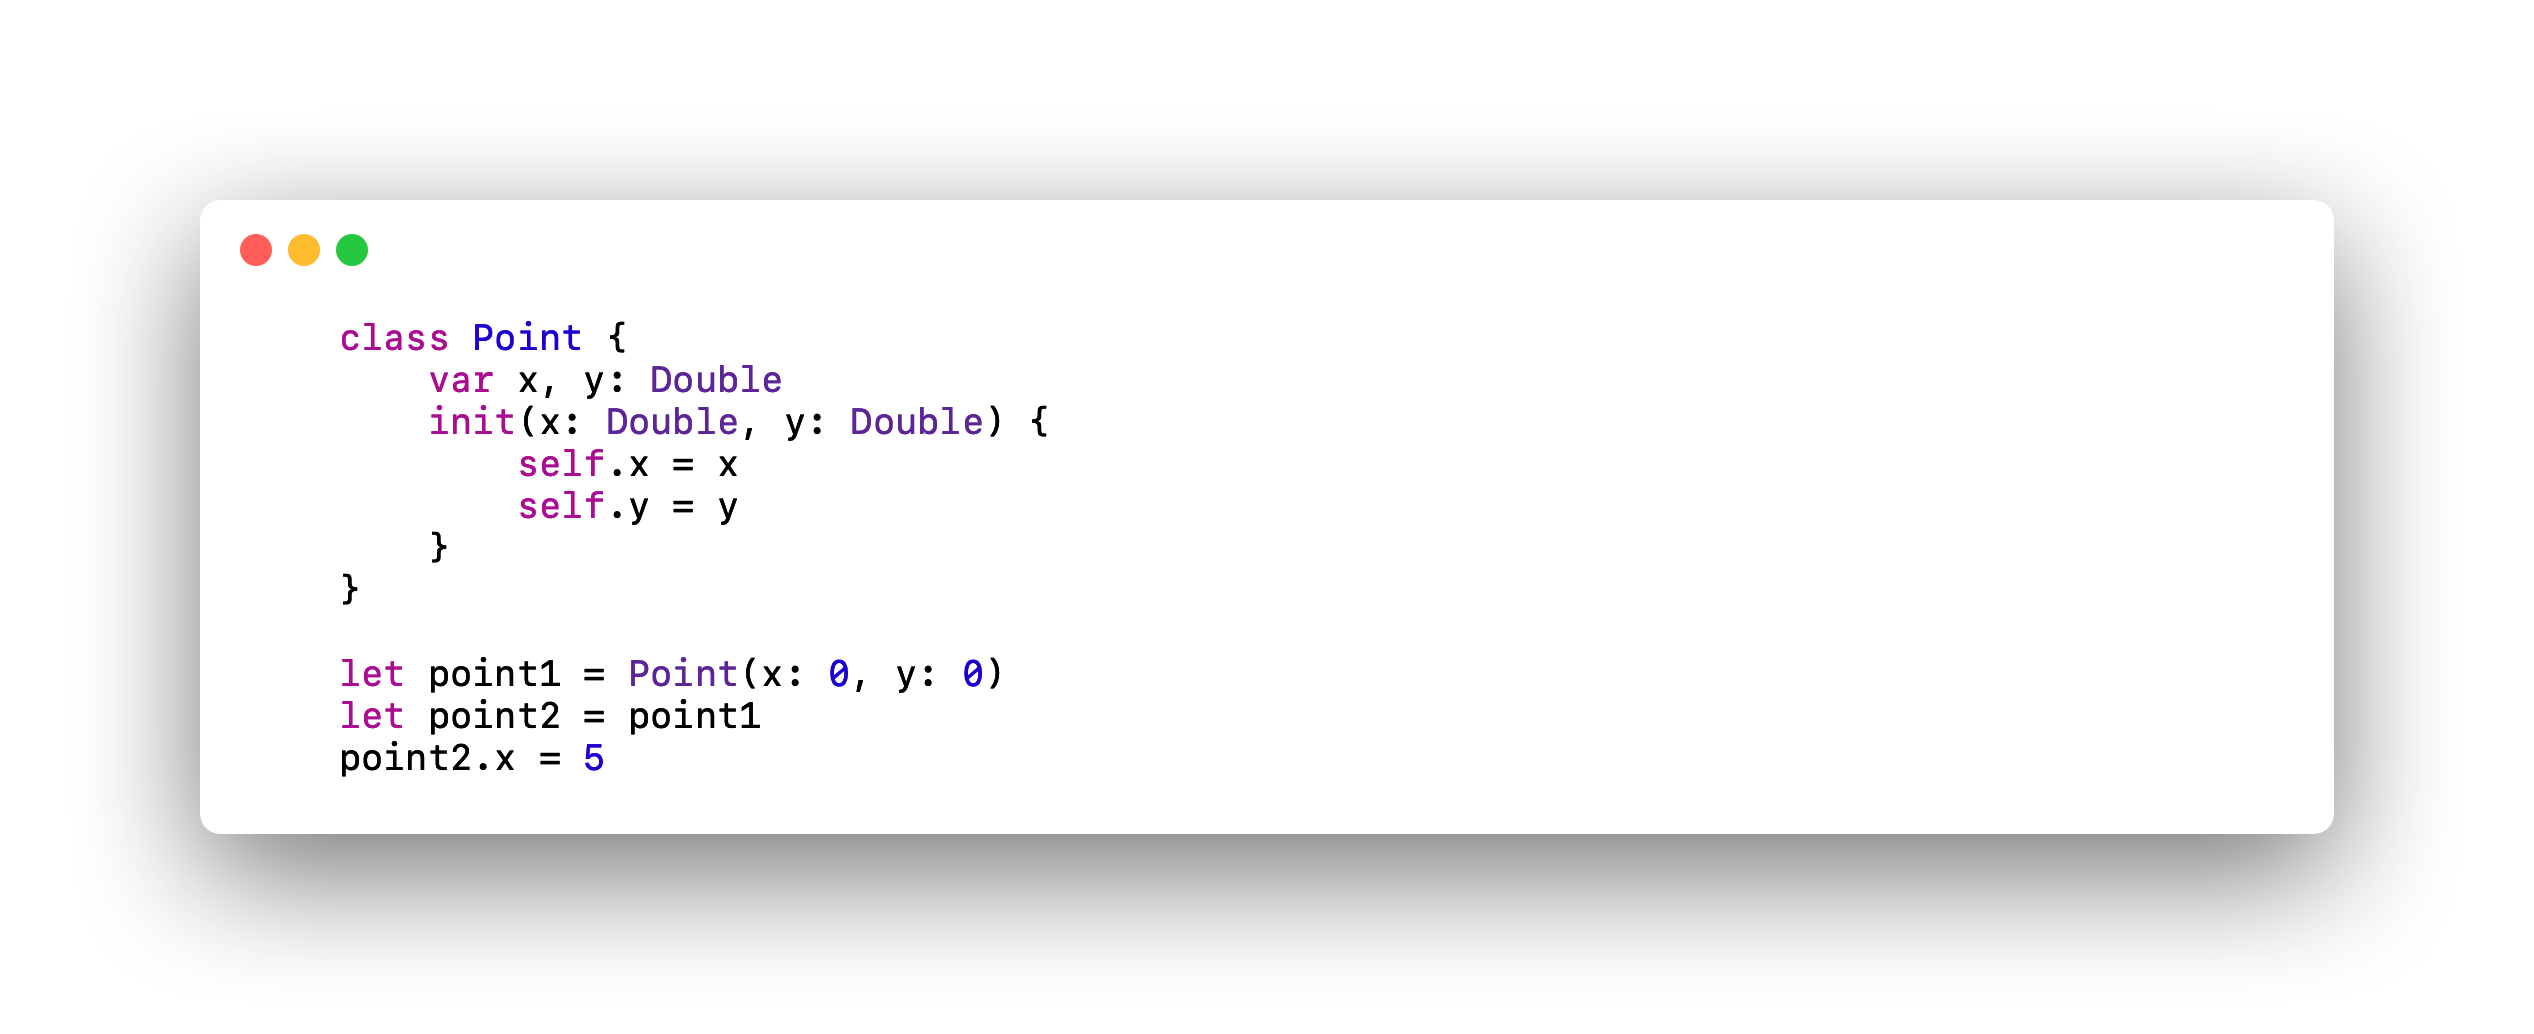 class Point {
    var x, y: Double
    init(x: Double, y: Double) {
        self.x = x
        self.y = y
    }
}

let point1 = Point(x: 0, y: 0)
let point2 = point1
point2.x = 5